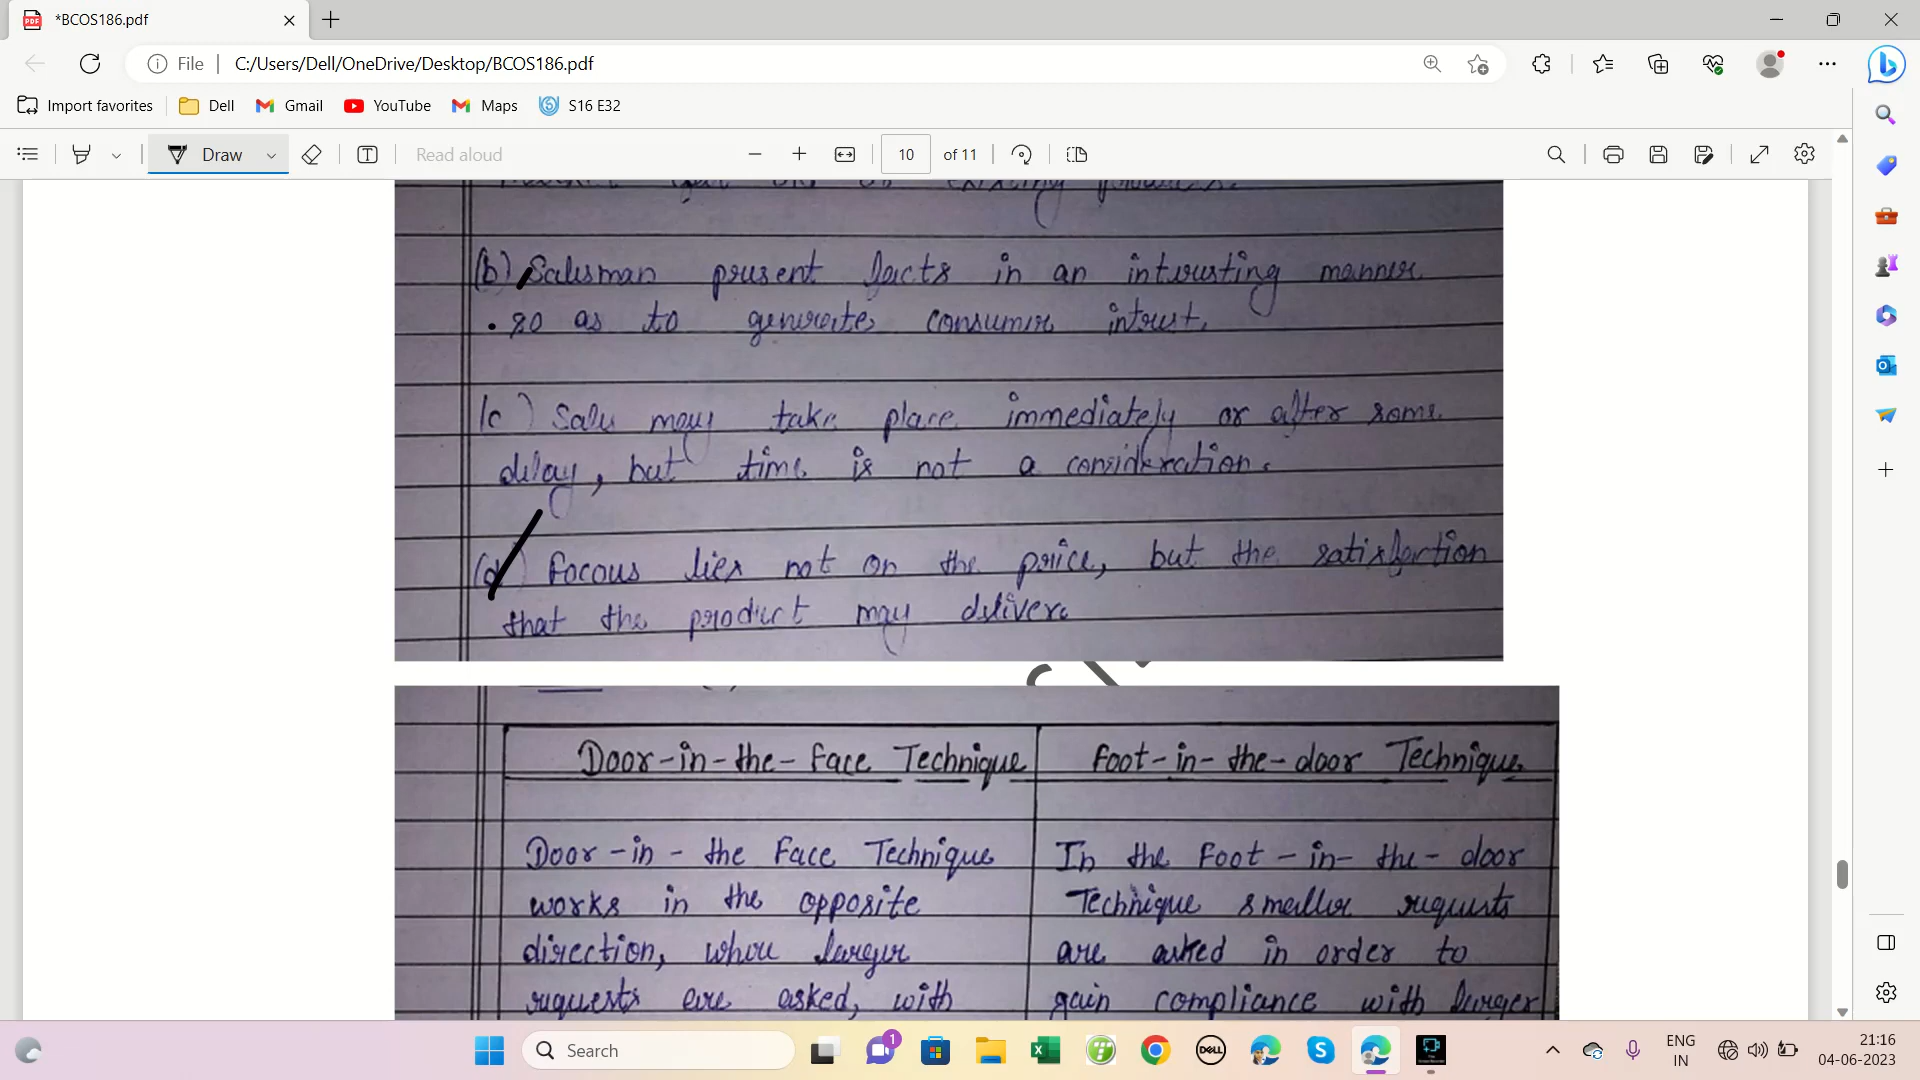 *BCOS186.pdf
File C:/Users/Dell/OneDrive/Desktop/BCOS186.pdf
Import favorites Dell Gmail YouTube Maps S16 E32
Draw Read aloud 10 of 11
(b) Salesman present facts in an interesting manner
so as to generate consumer intrest.
(c) Sale may take place immediately or after some
delay, but time is not a consideration.
(d) Focous lies not on the price, but the satisfaction
that the product may deliver.
Door-in-the-Face Technique Foot-in-the-door Technique
Door-in-the Face Technique In the Foot-in-the-door
works in the opposite Technique smaller requests
direction, where larger are asked in order to
requests are asked, with gain compliance with larger
Search 1 ENG IN 21:16
04-06-2023